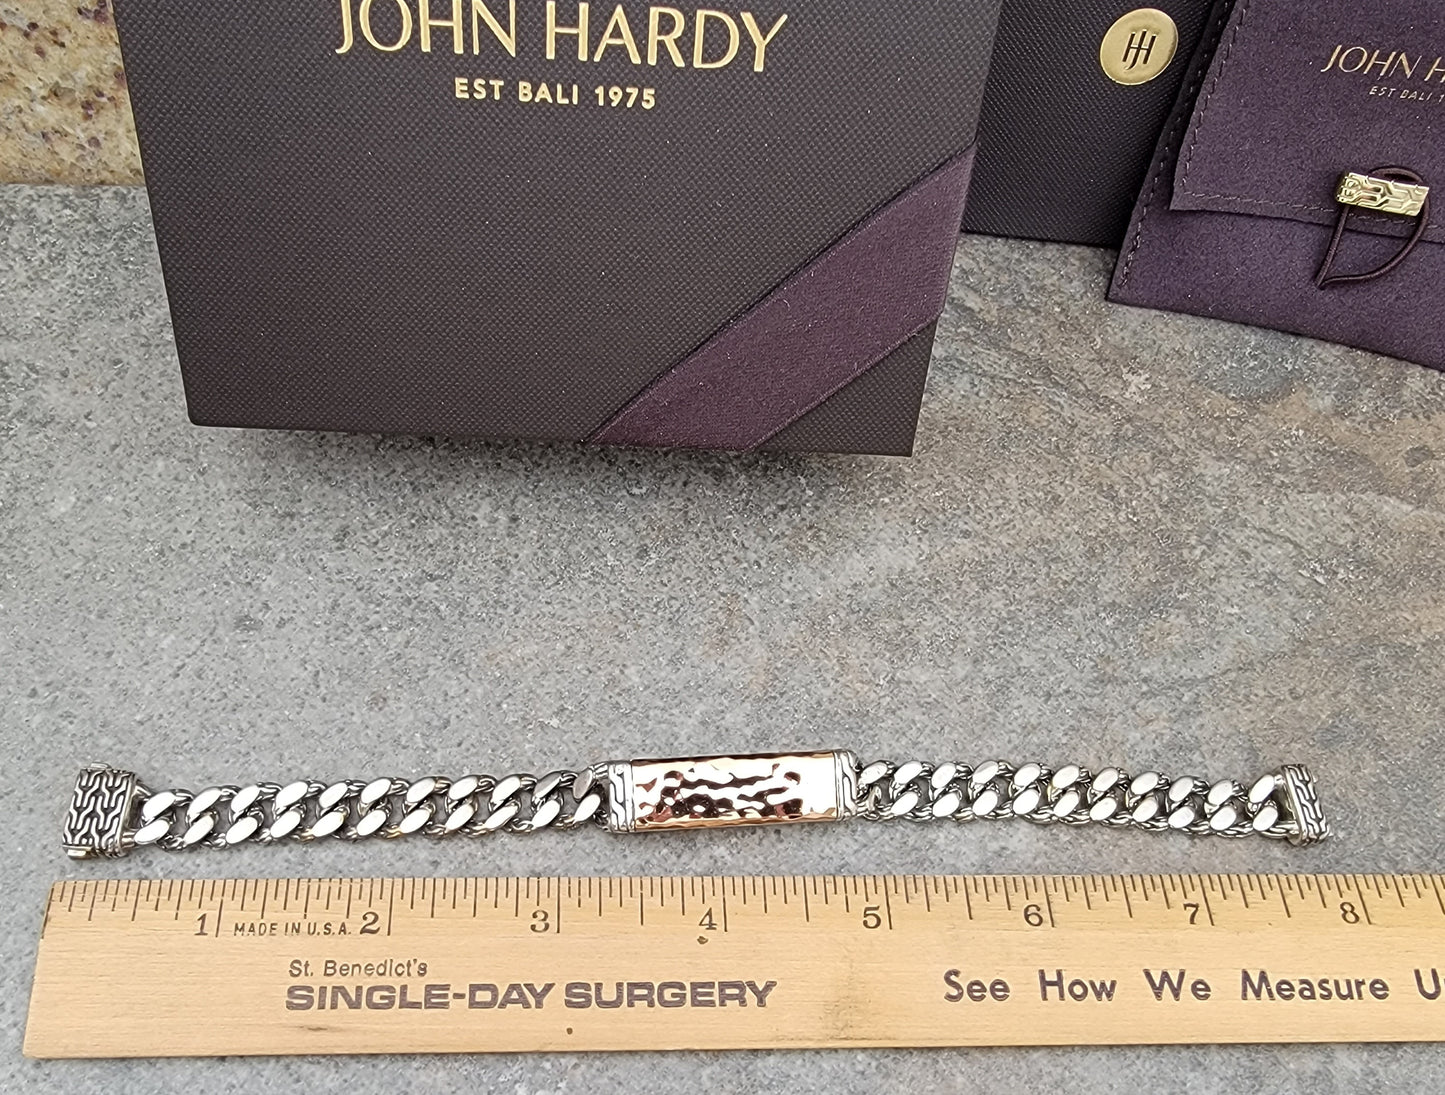 JOHN HARDY
EST BALI 1975
JH
JOHN H
EST BALI 1
1 MADE IN U.S.A. 2 3 4 5 6 7 8
St. Benedict's
SINGLE-DAY SURGERY
See How We Measure U